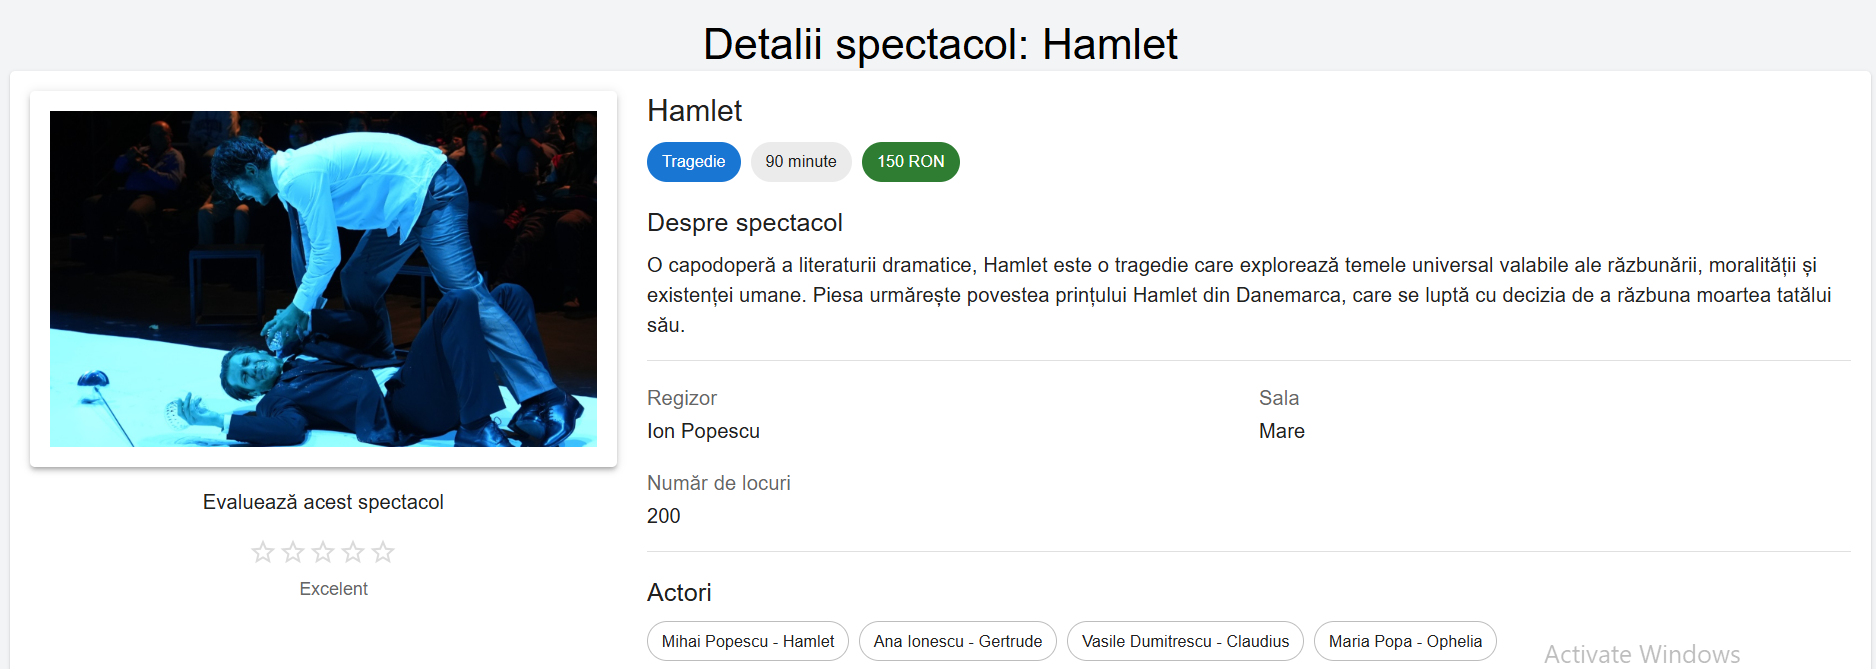 Detalii spectacol: Hamlet
Hamlet
Tragedie
90 minute
150 RON
Despre spectacol
O capodoperă a literaturii dramatice, Hamlet este o tragedie care explorează temele universal valabile ale răzbunării, moralității și
existenței umane. Piesa urmărește povestea prințului Hamlet din Danemarca, care se luptă cu decizia de a răzbuna moartea tatălui
său.
Regizor
Ion Popescu
Sala
Mare
Număr de locuri
200
Evaluează acest spectacol
Excelent
Actori
Mihai Popescu - Hamlet
Ana Ionescu - Gertrude
Vasile Dumitrescu - Claudius
Maria Popa - Ophelia
Activate Windows